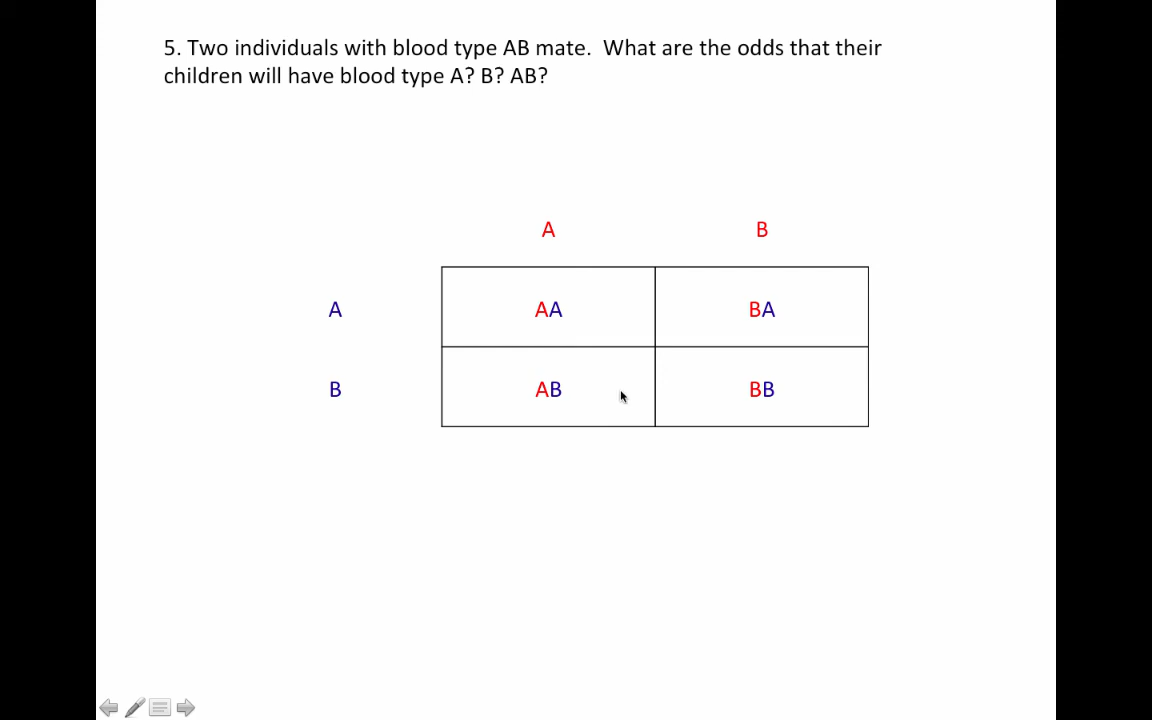 5. Two individuals with blood type AB mate.  What are the odds that their
children will have blood type A? B? AB?
A B
A AA BA
B AB BB